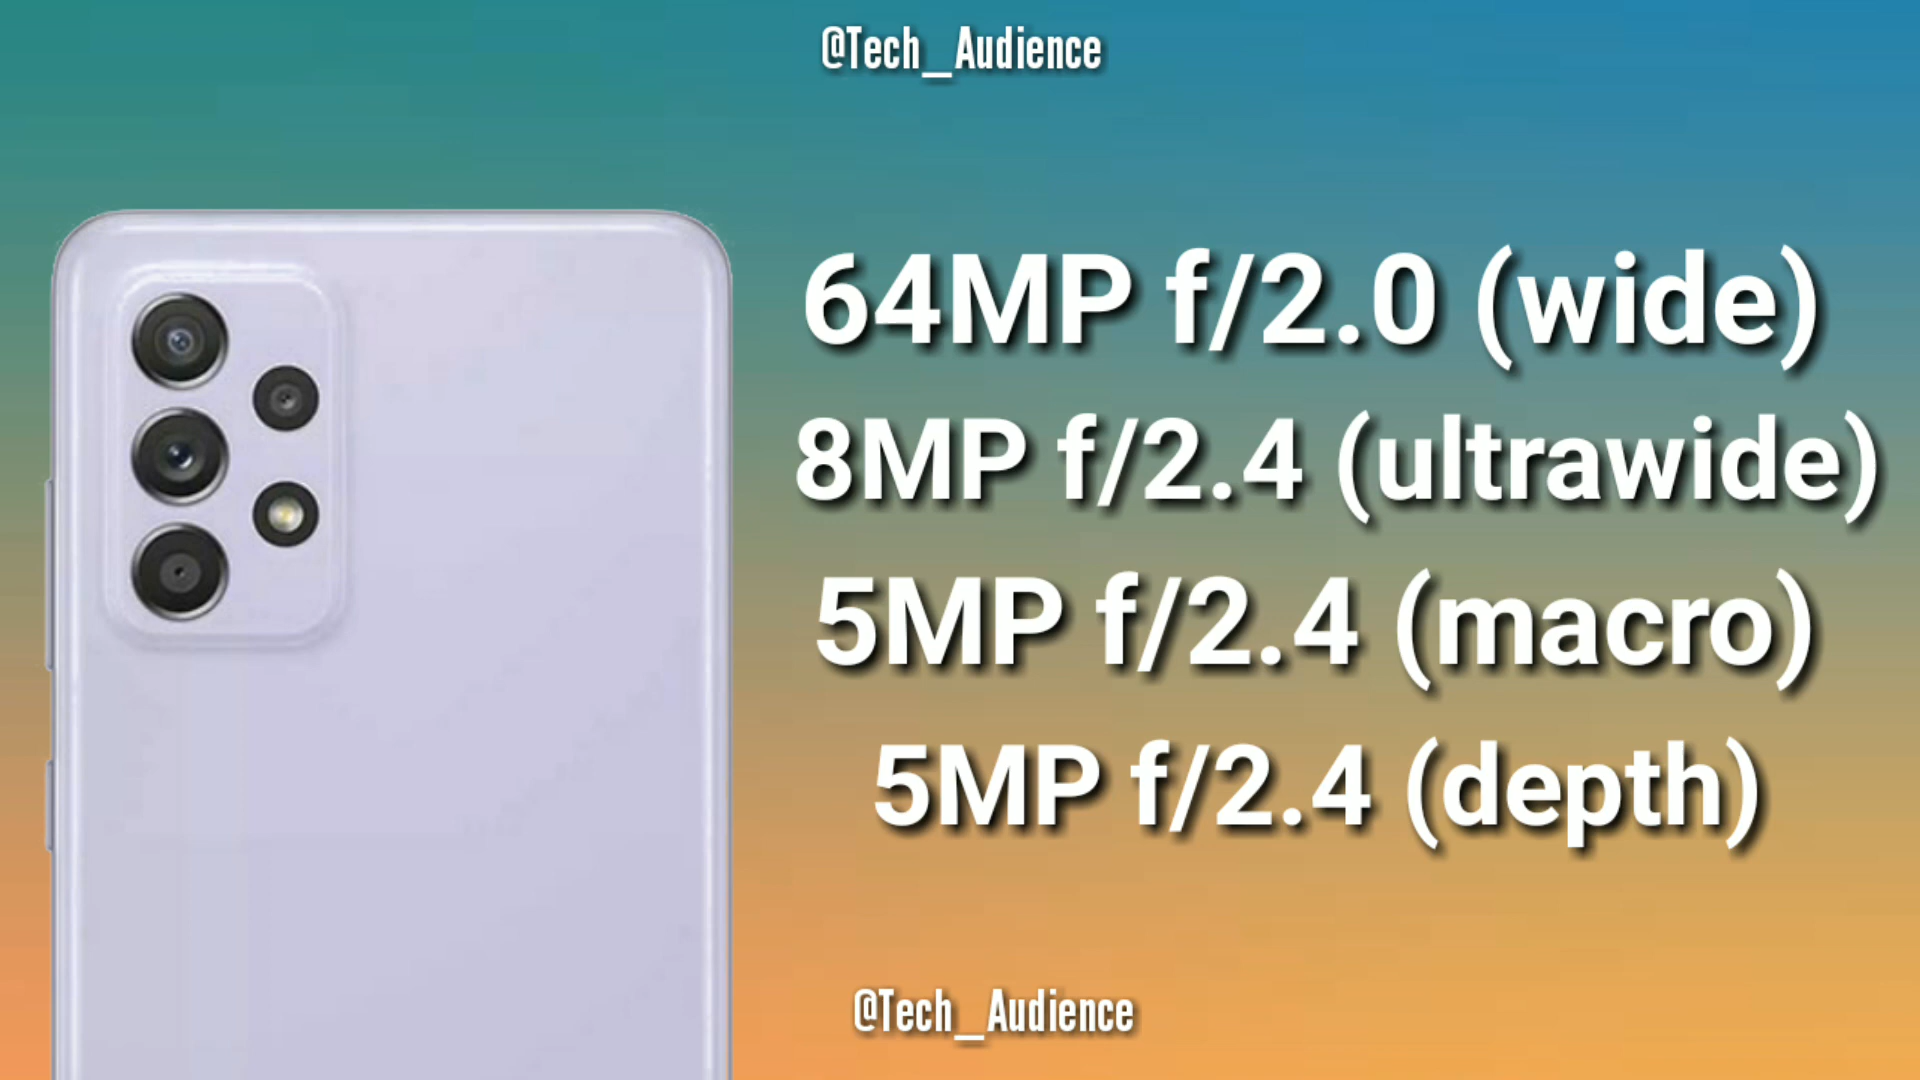 @Tech_Audience
64MP f/2.0 (wide)
8MP f/2.4 (ultrawide)
5MP f/2.4 (macro)
5MP f/2.4 (depth)
@Tech_Audience